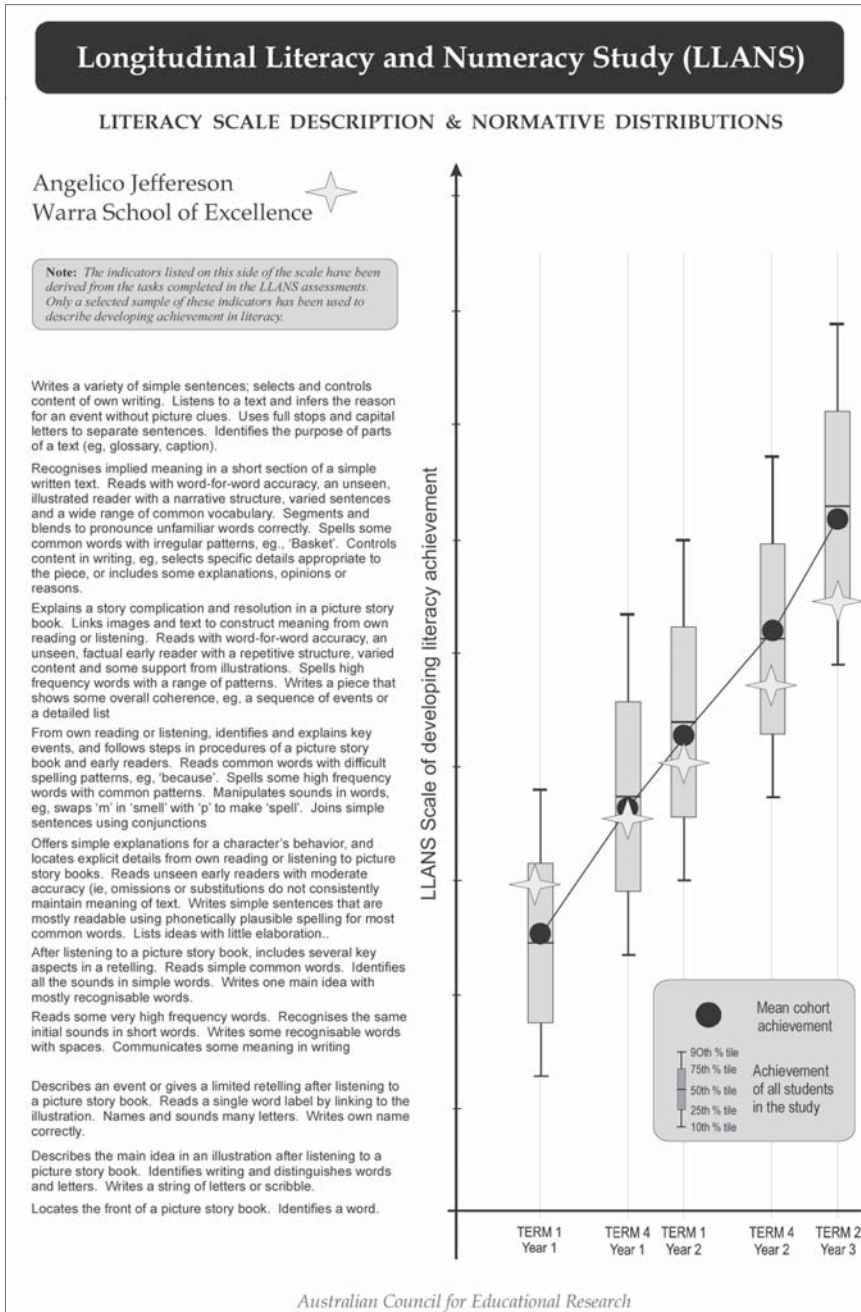 Longitudinal Literacy and Numeracy Study (LLANS)
LITERACY SCALE DESCRIPTION & NORMATIVE DISTRIBUTIONS
Angelico Jeffereson
Warra School of Excellence
Note: The indicators listed on this side of the scale have been
derived from the tasks completed in the LLANS assessments.
Only a selected sample of these indicators has been used to
describe developing achievement in literacy.
Writes a variety of simple sentences; selects and controls
content of own writing. Listens to a text and infers the reason
for an event without picture clues. Uses full stops and capital
letters to separate sentences. Identifies the purpose of parts
of a text (eg, glossary, caption).
Recognises implied meaning in a short section of a simple
written text. Reads with word-for-word accuracy, an unseen,
illustrated reader with a narrative structure, varied sentences
and a wide range of common vocabulary. Segments and
blends to pronounce unfamiliar words correctly. Spells some
common words with irregular patterns, eg., ‘Basket’. Controls
content in writing, eg, selects specific details appropriate to
the piece, or includes some explanations, opinions or
reasons.
Explains a story complication and resolution in a picture story
book. Links images and text to construct meaning from own
reading or listening. Reads with word-for-word accuracy, an
unseen, factual early reader with a repetitive structure, varied
content and some support from illustrations. Spells high
frequency words with a range of patterns. Writes a piece that
shows some overall coherence, eg, a sequence of events or
a detailed list
From own reading or listening, identifies and explains key
events, and follows steps in procedures of a picture story
book and early readers. Reads common words with difficult
spelling patterns, eg, ‘because’. Spells some high frequency
words with common patterns. Manipulates sounds in words,
eg, swaps ‘m’ in ‘smell’ with ‘p’ to make ‘spell’. Joins simple
sentences using conjunctions
Offers simple explanations for a character's behavior, and
locates explicit details from own reading or listening to picture
story books. Reads unseen early readers with moderate
accuracy (ie, omissions or substitutions do not consistently
maintain meaning of text. Writes simple sentences that are
mostly readable using phonetically plausible spelling for most
common words. Lists ideas with little elaboration..
After listening to a picture story book, includes several key
aspects in a retelling. Reads simple common words. Identifies
all the sounds in simple words. Writes one main idea with
mostly recognisable words.
Reads some very high frequency words. Recognises the same
initial sounds in short words. Writes some recognisable words
with spaces. Communicates some meaning in writing
Describes an event or gives a limited retelling after listening to
a picture story book. Reads a single word label by linking to the
illustration. Names and sounds many letters. Writes own name
correctly.
Describes the main idea in an illustration after listening to a
picture story book. Identifies writing and distinguishes words
and letters. Writes a string of letters or scribble.
Locates the front of a picture story book. Identifies a word.
LLANS Scale of developing literacy achievement
Mean cohort
achievement
90th % tile
75th % tile
50th % tile
25th % tile
10th % tile
Achievement
of all students
in the study
TERM 1
Year 1
TERM 4
Year 1
TERM 1
Year 2
TERM 4
Year 2
TERM 2
Year 3
Australian Council for Educational Research